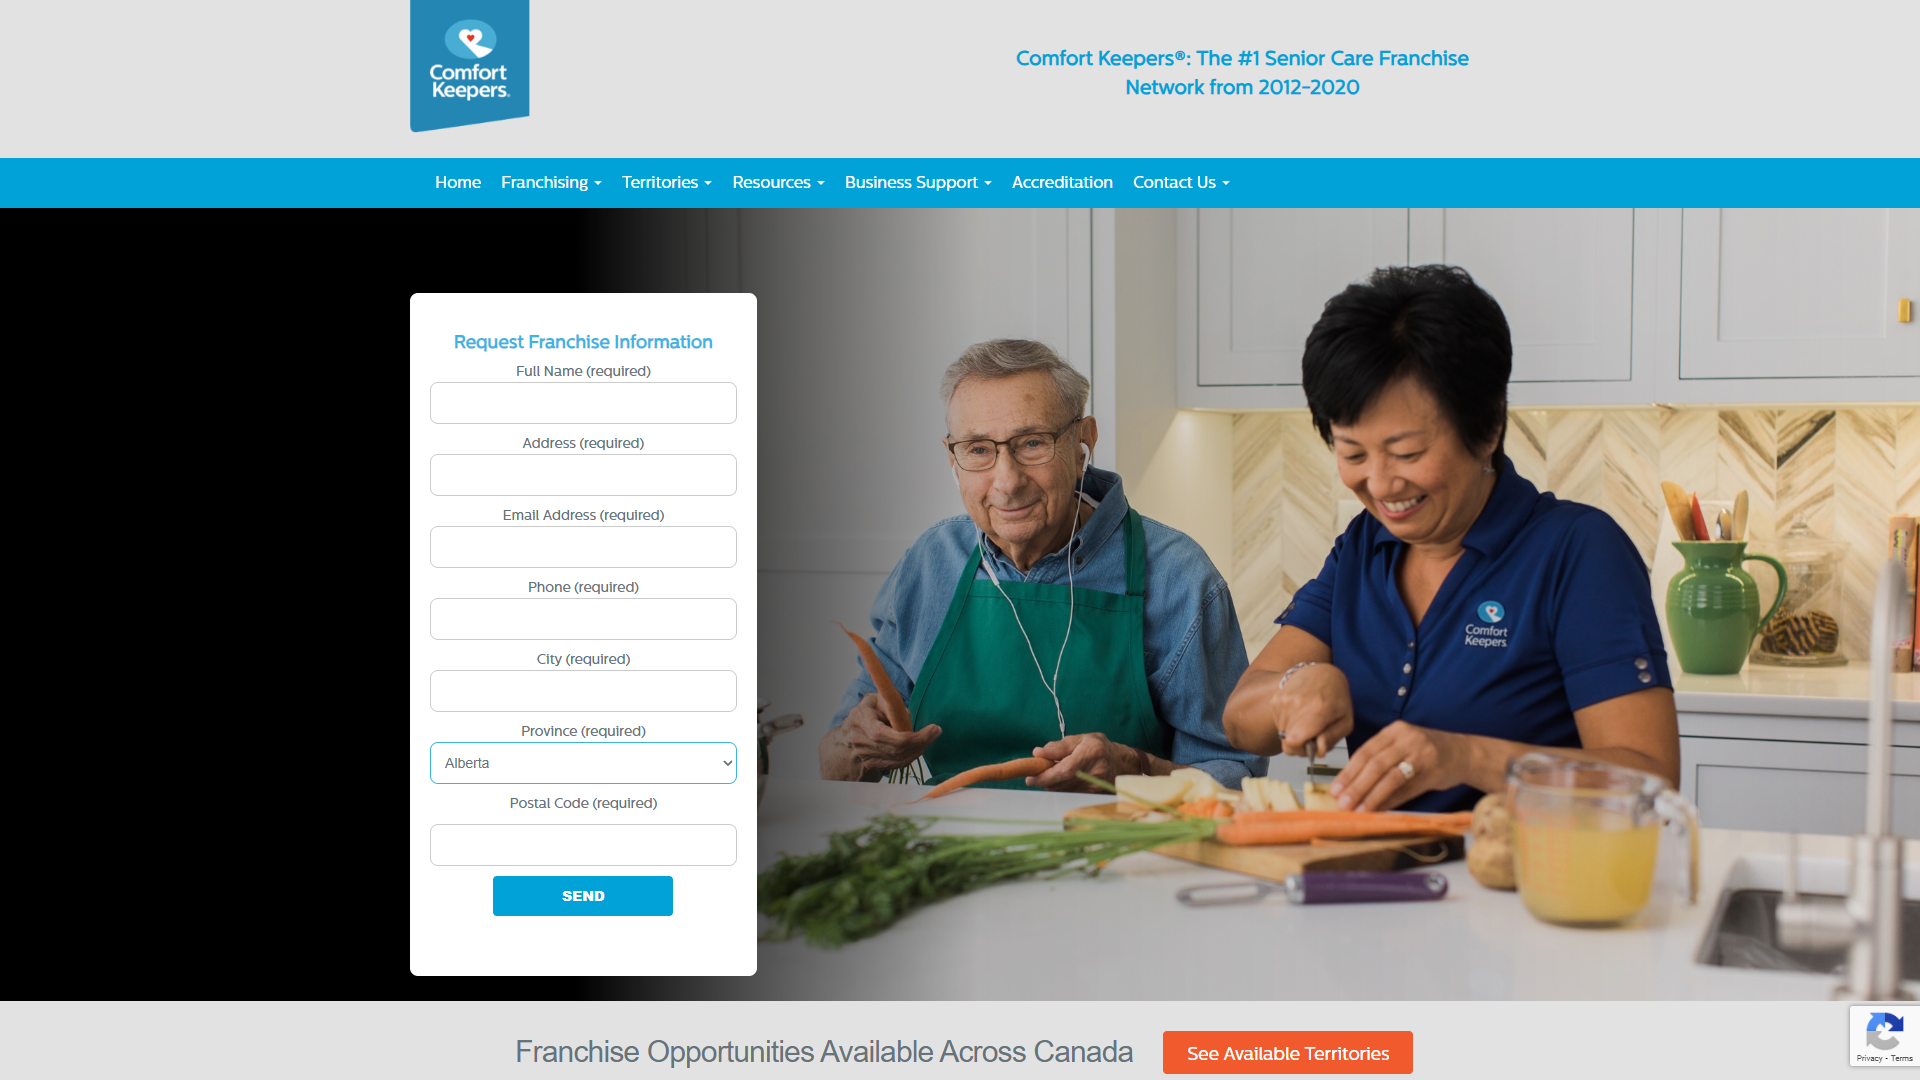 Comfort
Keepers.
Comfort Keepers®: The #1 Senior Care Franchise
Network from 2012-2020
Home
Franchising
Territories
Resources
Business Support
Accreditation
Contact Us
Request Franchise Information
Full Name (required)
Address (required)
Email Address (required)
Phone (required)
City (required)
Province (required)
Alberta
Postal Code (required)
SEND
Comfort
Keepers
Franchise Opportunities Available Across Canada
See Available Territories
Privacy - Terms